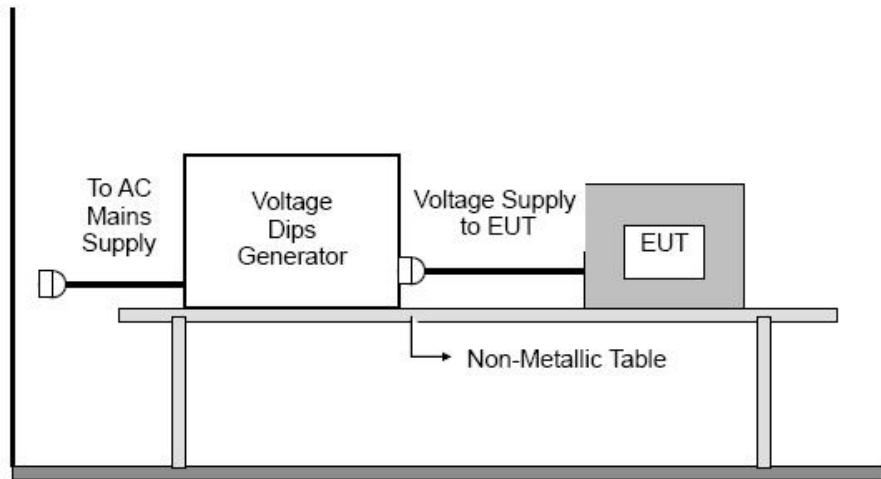 To AC
Mains
Supply
Voltage
Dips
Generator
Voltage Supply
to EUT
EUT
Non-Metallic Table